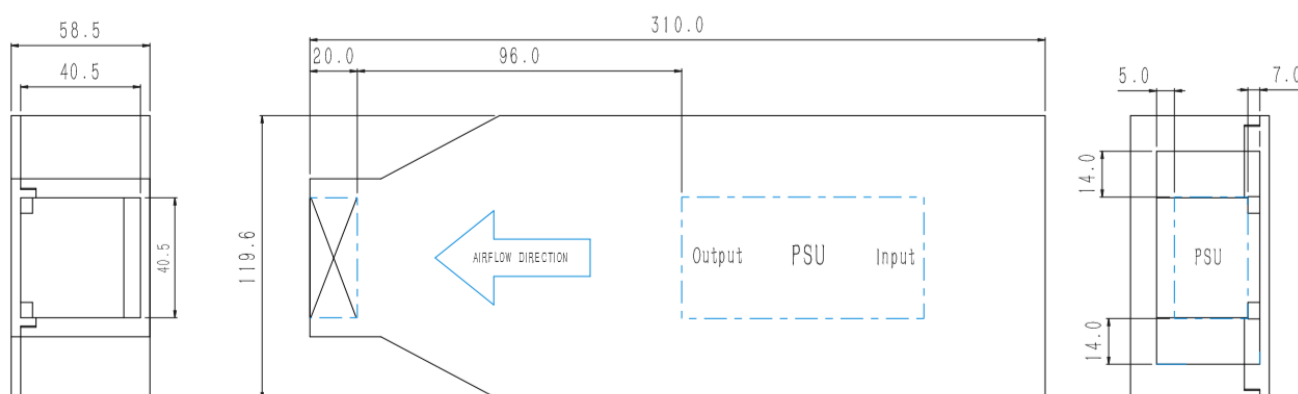 310.0
58.5
20.0
96.0
40.5
5.0
7.0
14.0
119.6
40.5
AIRFLOW DIRECTION
Output
PSU
Input
PSU
14.0